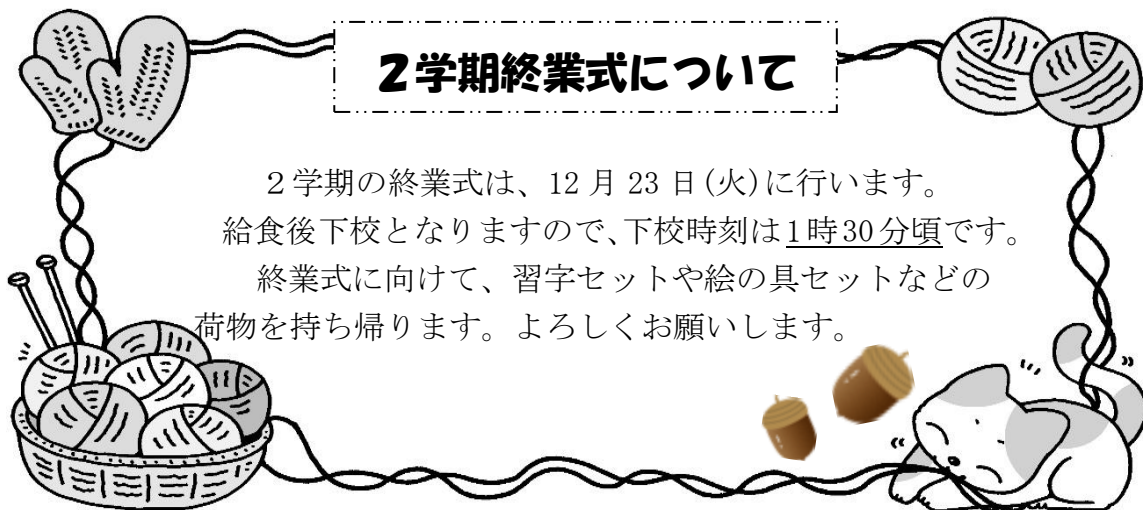 ２学期終業式について
２学期の終業式は、12月23日(火)に行います。
給食後下校となりますので、下校時刻は1時30分頃です。
終業式に向けて、習字セットや絵の具セットなどの
荷物を持ち帰ります。よろしくお願いします。